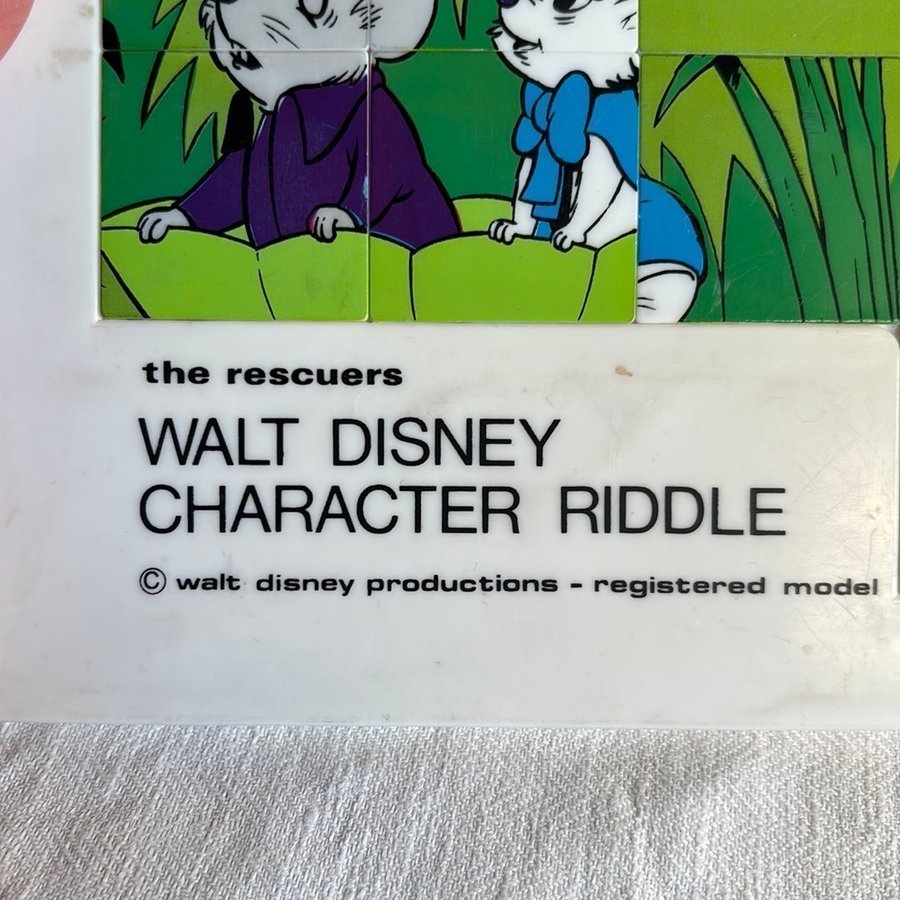 the rescuers
WALT DISNEY
CHARACTER RIDDLE
© walt disney productions - registered model